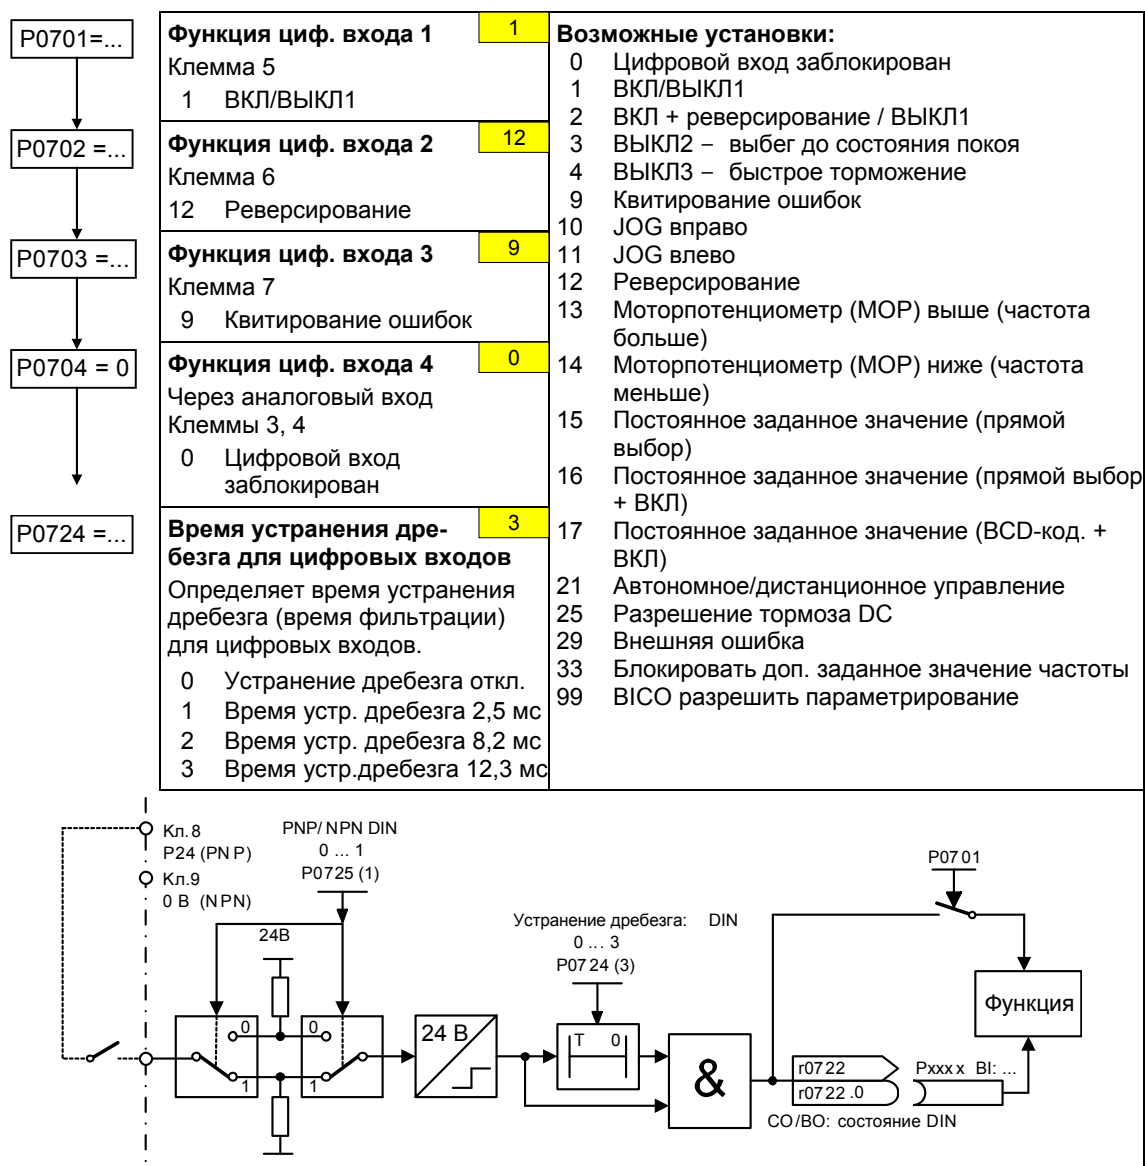 P0701=...
Функция циф. входа 1
1
Клемма 5
1 ВКЛ/ВЫКЛ1
P0702 =...
Функция циф. входа 2
12
Клемма 6
12 Реверсирование
P0703 =...
Функция циф. входа 3
9
Клемма 7
9 Квитирование ошибок
P0704 = 0
Функция циф. входа 4
0
Через аналоговый вход
Клеммы 3, 4
0 Цифровой вход
заблокирован
P0724 =...
Время устранения дре-
3
безга для цифровых входов
Определяет время устранения
дребезга (время фильтрации)
для цифровых входов.
0 Устранение дребезга откл.
1 Время устр. дребезга 2,5 мс
2 Время устр. дребезга 8,2 мс
3 Время устр.дребезга 12,3 мс
Возможные установки:
0 Цифровой вход заблокирован
1 ВКЛ/ВЫКЛ1
2 ВКЛ + реверсирование / ВЫКЛ1
3 ВЫКЛ2 – выбег до состояния покоя
4 ВЫКЛ3 – быстрое торможение
9 Квитирование ошибок
10 JOG вправо
11 JOG влево
12 Реверсирование
13 Моторпотенциометр (MOP) выше (частота
больше)
14 Моторпотенциометр (MOP) ниже (частота
меньше)
15 Постоянное заданное значение (прямой
выбор)
16 Постоянное заданное значение (прямой выбор
+ ВКЛ)
17 Постоянное заданное значение (BCD-код. +
ВКЛ)
21 Автономное/дистанционное управление
25 Разрешение тормоза DC
29 Внешняя ошибка
33 Блокировать доп. заданное значение частоты
99 BICO разрешить параметрирование
Кл.8
P24 (PNP)
Кл.9
0 В (NPN)
PNP/NPN DIN
0 ... 1
P0725 (1)
24В
0
0
1
1
24 В
Устранение дребезга: DIN
0 ... 3
P0724 (3)
T 0
&
P0701
Функция
r0722
r0722 .0
Pxxxx BI: ...
CO/BO: состояние DIN